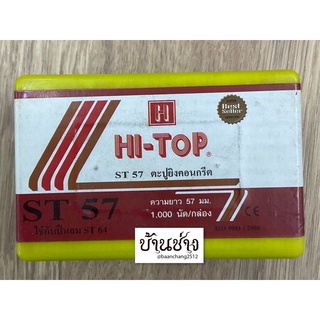 H
Best
Seller
HI-TOP®
ST 57 ตะปูยิงคอนกรีต
ST 57
ความยาว 57 มม.
1,000 นัด/กล่อง
ใช้กับปืนลม ST 64
CE
บ้านช่าง
@baanchang2512